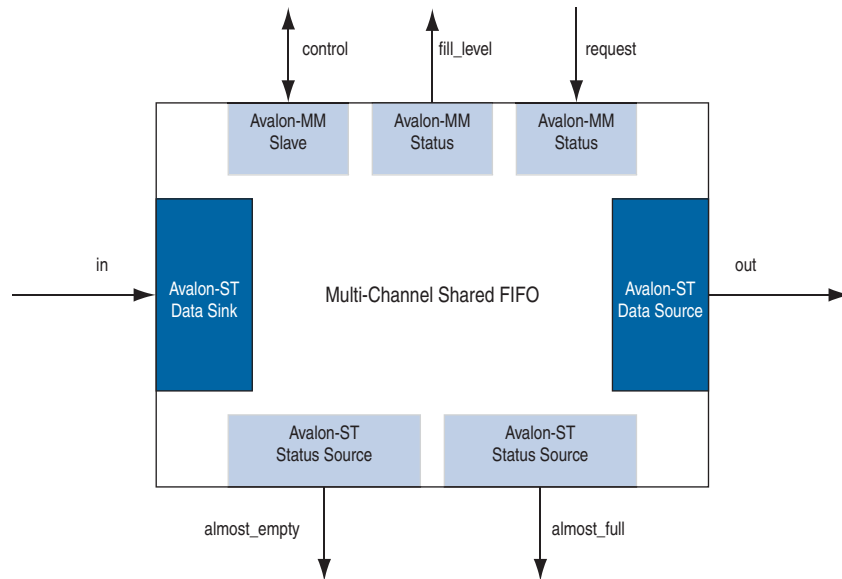 control
fill_level
request
Avalon-MM
Slave
Avalon-MM
Status
Avalon-MM
Status
in
Avalon-ST
Data Sink
Multi-Channel Shared FIFO
Avalon-ST
Data Source
out
Avalon-ST
Status Source
Avalon-ST
Status Source
almost_empty
almost_full